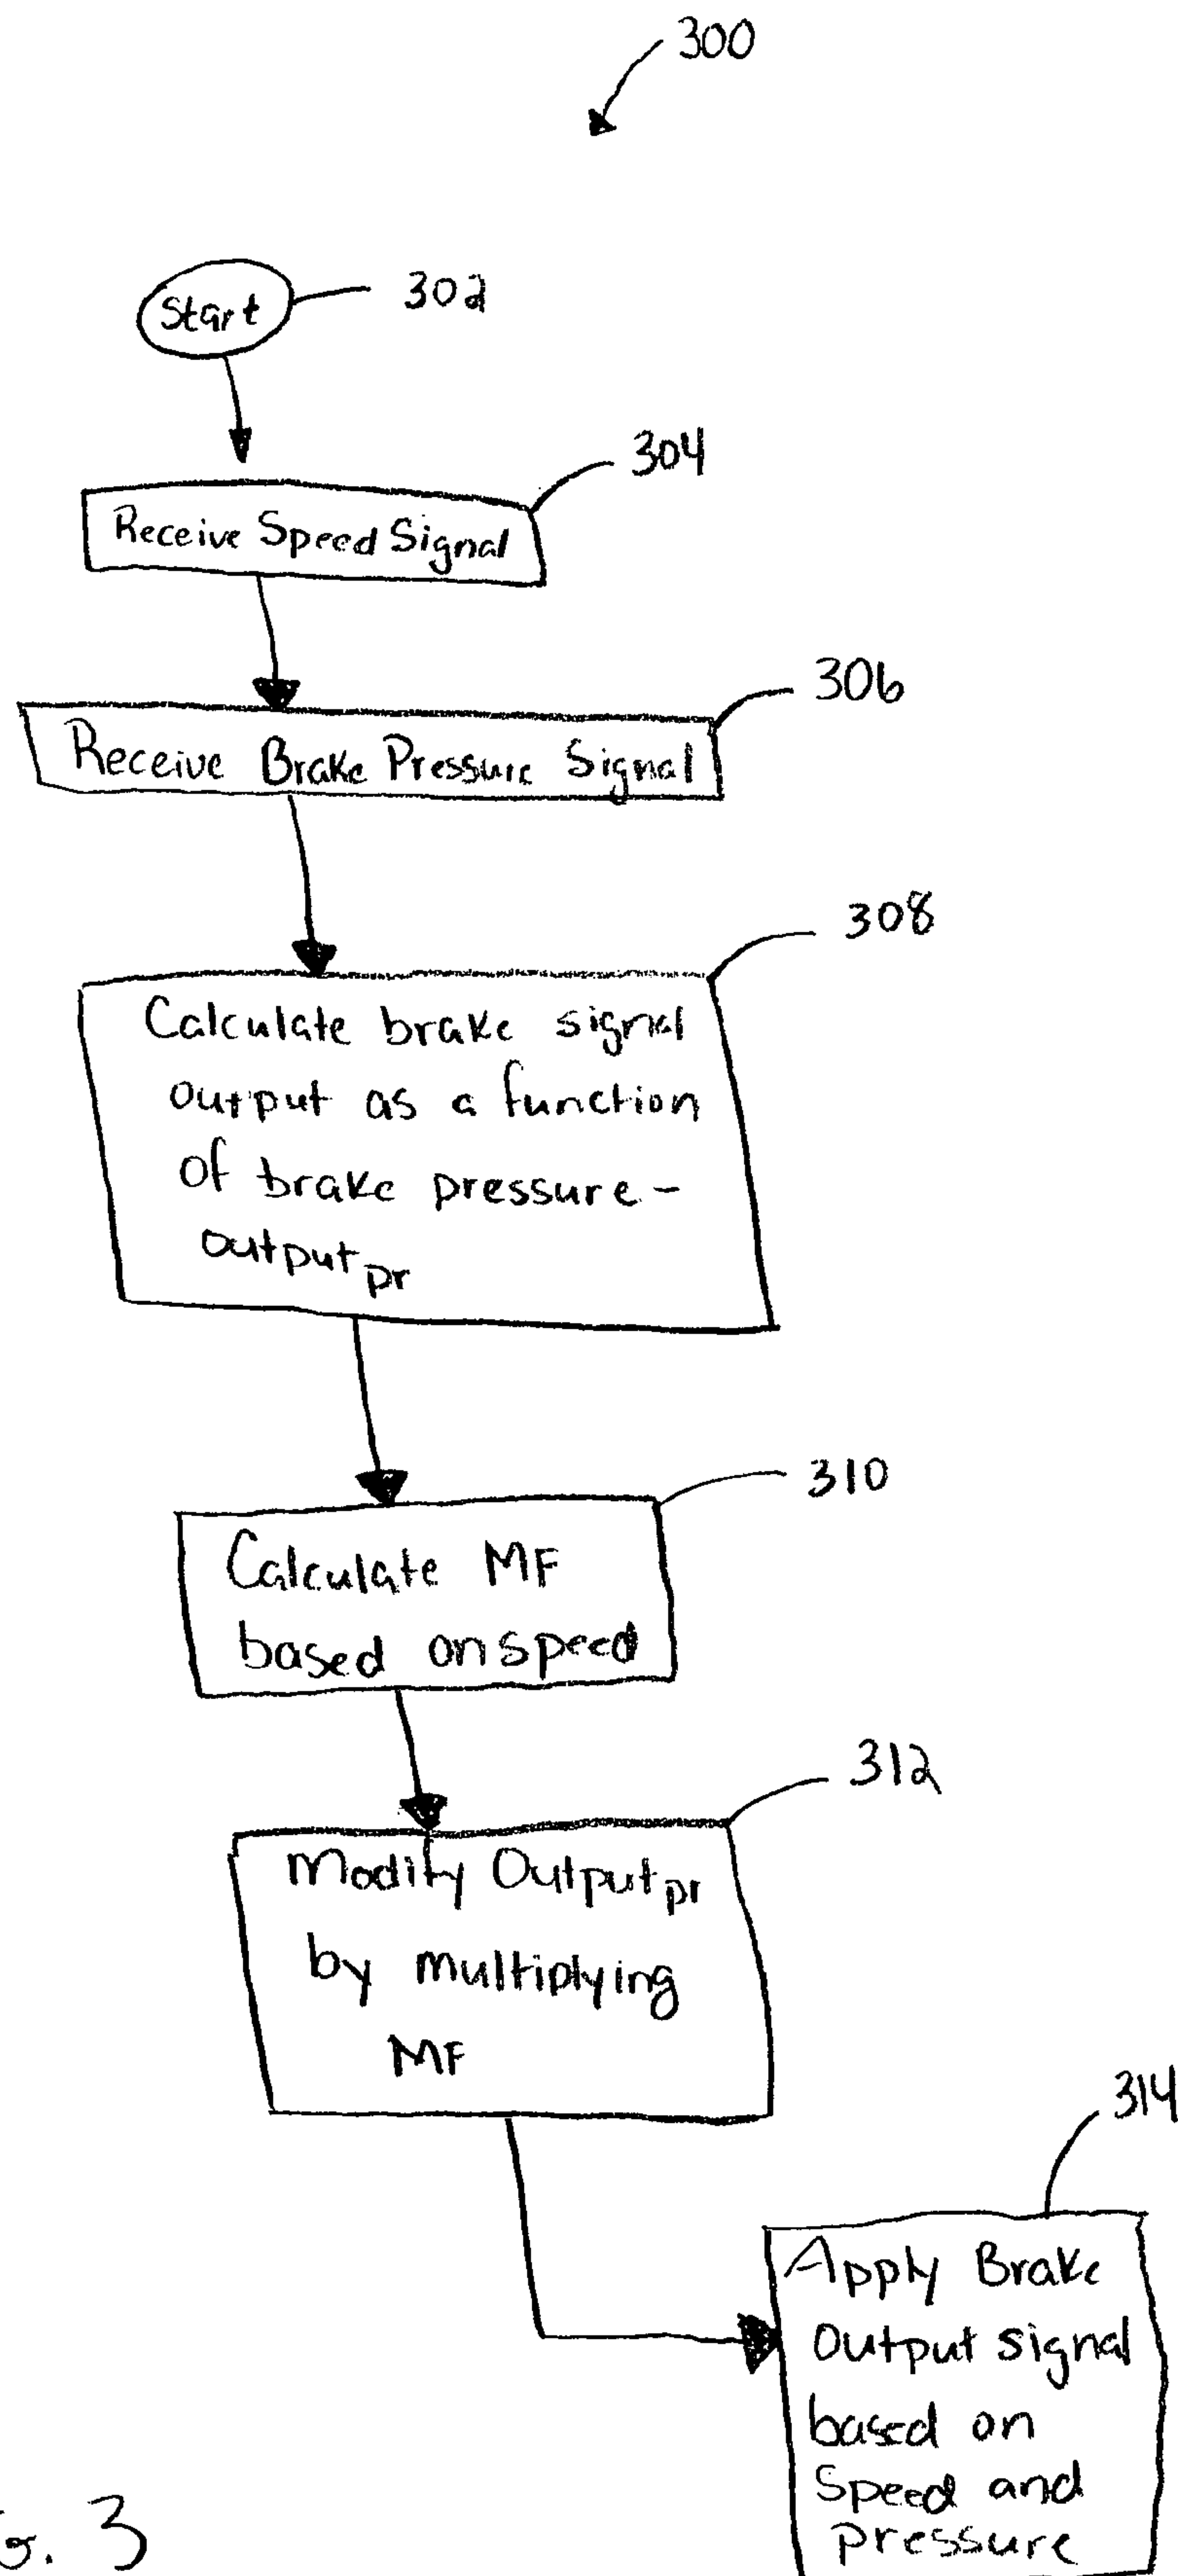 300
Start
302
304
Receive Speed Signal
306
Receive Brake Pressure Signal
308
Calculate brake signal
output as a function
of brake pressure -
output pr
310
Calculate MF
based on speed
312
Modify Output pr
by multiplying
MF
314
Apply Brake
Output signal
based on
Speed and
pressure
G. 3